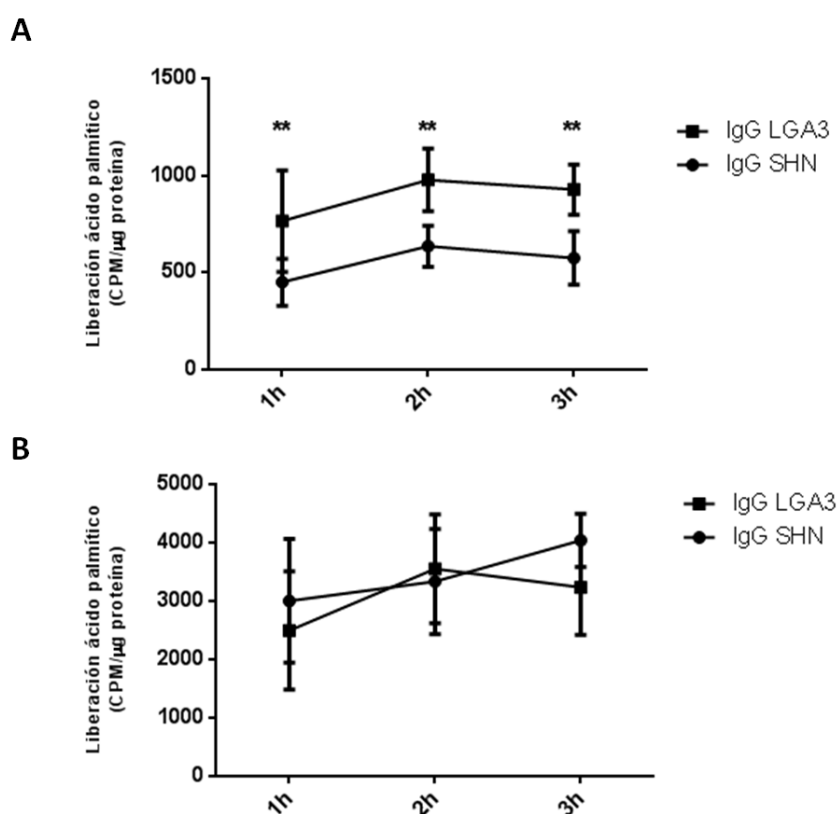 A
Liberación ácido palmítico
(CPM/µg proteína)
1500
1000
500
0
**
**
**
1h
2h
3h
IgG LGA3
IgG SHN
B
Liberación ácido palmítico
(CPM/µg proteína)
5000
4000
3000
2000
1000
0
1h
2h
3h
IgG LGA3
IgG SHN